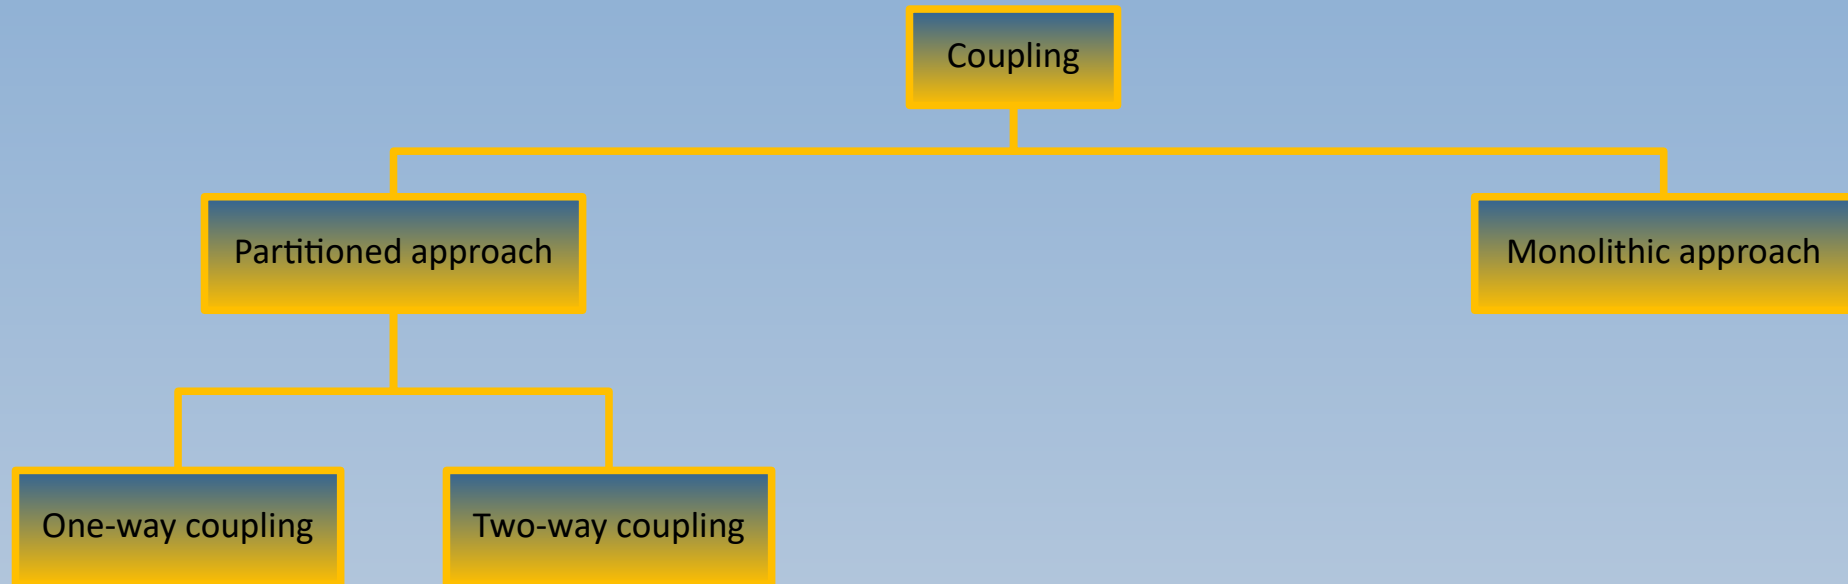 Coupling
Partitioned approach
Monolithic approach
One-way coupling
Two-way coupling